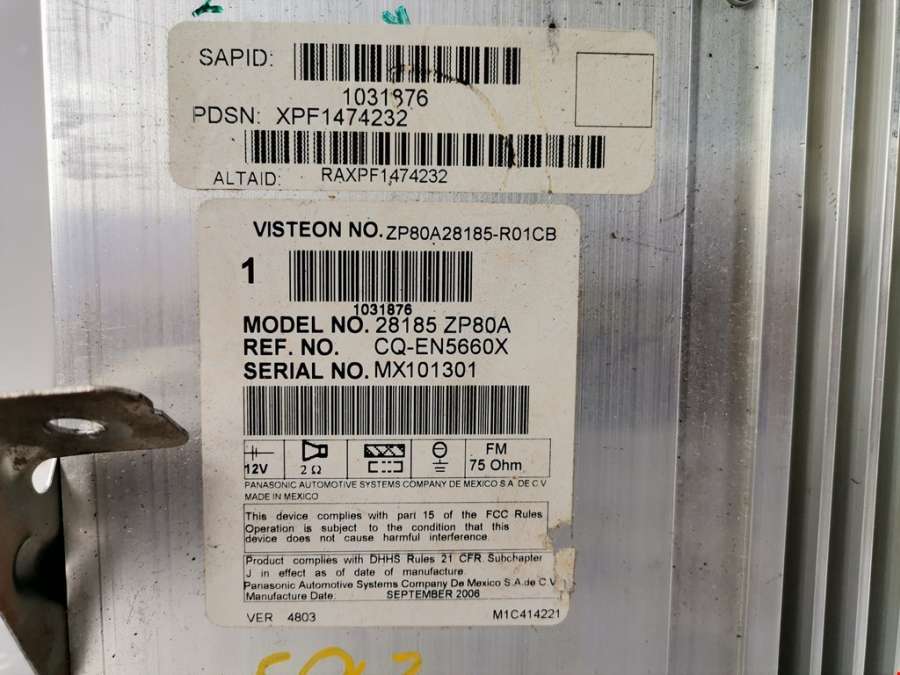 SAPID:
1031876
PDSN: XPF1474232
ALTAID: RAXPF1474232
VISTEON NO. ZP80A28185-R01CB
1
1031876
MODEL NO. 28185 ZP80A
REF. NO. CQ-EN5660X
SERIAL NO. MX101301
12V
2 Ω
FM
75 Ohm
PANASONIC AUTOMOTIVE SYSTEMS COMPANY DE MEXICO S.A. DE C V
MADE IN MEXICO
This device complies with part 15 of the FCC Rules
Operation is subject to the condition that this
device does not cause harmful interference.
Product complies with DHHS Rules 21 CFR Subchapter
J in effect as of date of manufacture.
Panasonic Automotive Systems Company De Mexico S.A.de C V
Manufacture Date: SEPTEMBER 2006
VER 4803 M1C414221